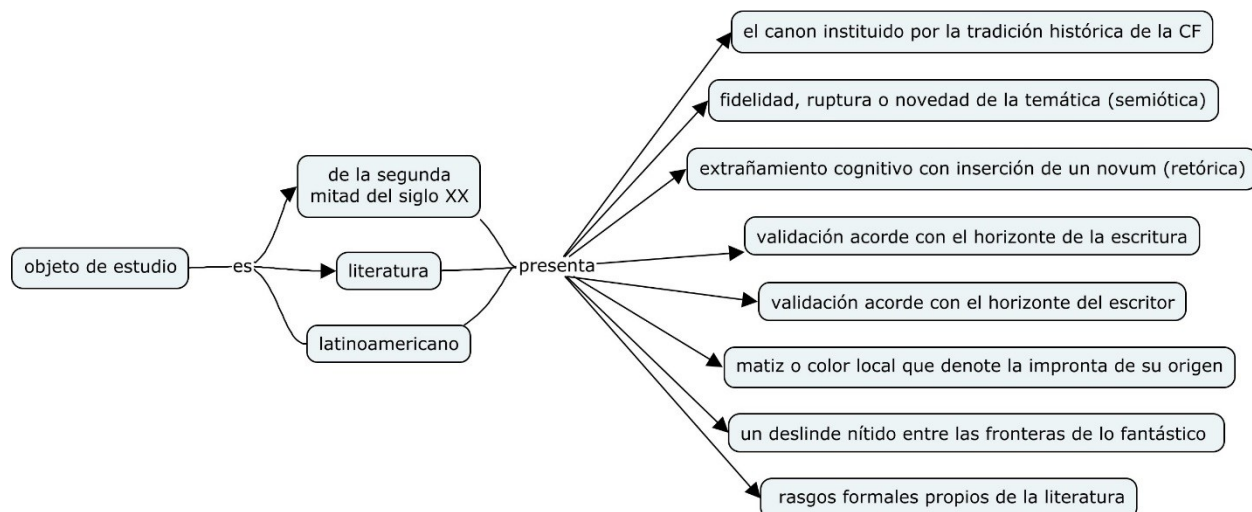 objeto de estudio
es
de la segunda
mitad del siglo XX
literatura
latinoamericano
presenta
el canon instituido por la tradición histórica de la CF
fidelidad, ruptura o novedad de la temática (semiótica)
extrañamiento cognitivo con inserción de un novum (retórica)
validación acorde con el horizonte de la escritura
validación acorde con el horizonte del escritor
matiz o color local que denote la impronta de su origen
un deslinde nítido entre las fronteras de lo fantástico
rasgos formales propios de la literatura